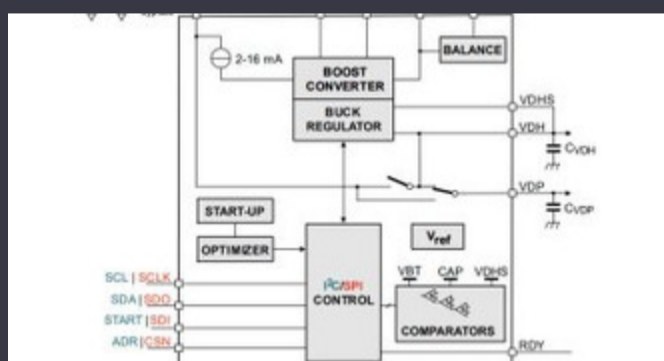 2-16 mA
BALANCE
BOOST
CONVERTER
BUCK
REGULATOR
VDHS
VDH
CVDH
VDP
CVDP
START-UP
OPTIMIZER
Vref
SCL | SCLK
SDA | SDO
START | SDI
ADR | CSN
I²C/SPI
CONTROL
VBT CAP VDHS
COMPARATORS
RDY